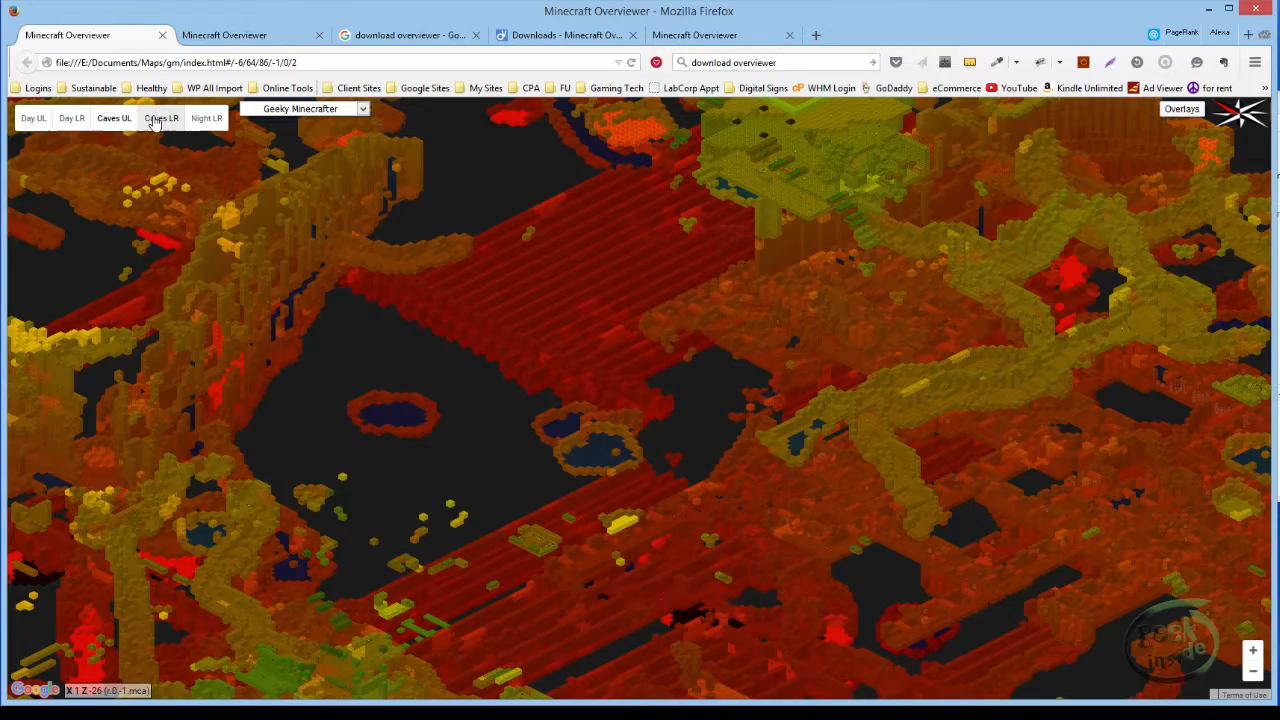 Minecraft Overviewer - Mozilla Firefox
Minecraft Overviewer
Minecraft Overviewer
download overviewer - Go...
Downloads - Minecraft Ov...
Minecraft Overviewer
PageRank
Alexa
file:///E:/Documents/Maps/gm/index.html#/-6/64/86/-1/0/2
download overviewer
Logins
Sustainable
Healthy
WP All Import
Online Tools
Client Sites
Google Sites
My Sites
CPA
FU
Gaming Tech
LabCorp Appt
Digital Signs
WHM Login
GoDaddy
eCommerce
YouTube
Kindle Unlimited
Ad Viewer
for rent
Day UL
Day LR
Caves UL
Caves LR
Night LR
Geeky Minecrafter
Overlays
geek
inside
Google
X 1 Z -26 (r.0.-1.mca)
Terms of Use